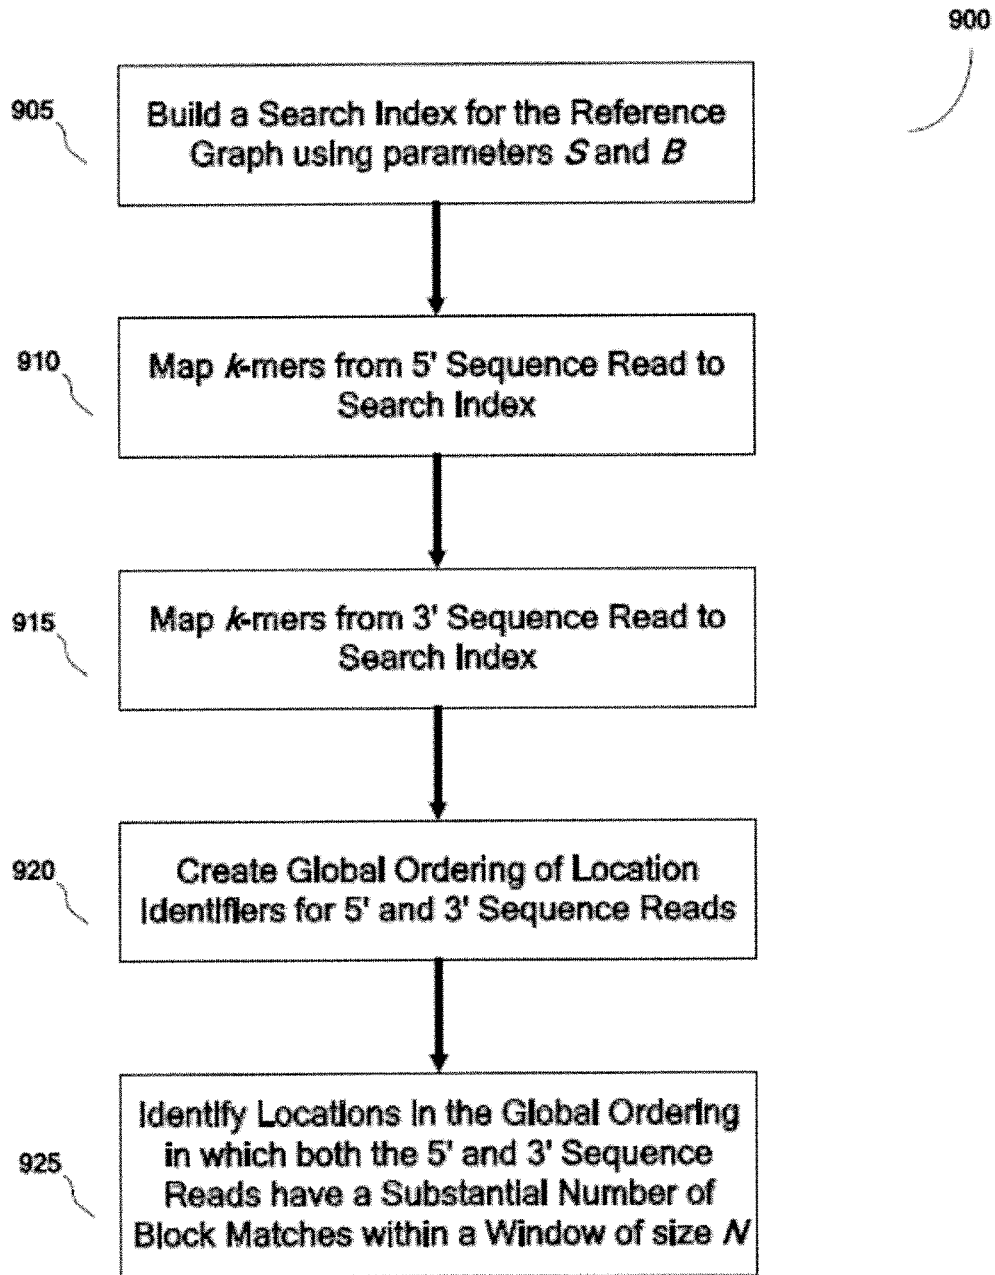 900
905
Build a Search Index for the Reference
Graph using parameters S and B
910
Map k-mers from 5' Sequence Read to
Search Index
915
Map k-mers from 3' Sequence Read to
Search Index
920
Create Global Ordering of Location
Identifiers for 5' and 3' Sequence Reads
925
Identify Locations in the Global Ordering
in which both the 5' and 3' Sequence
Reads have a Substantial Number of
Block Matches within a Window of size N